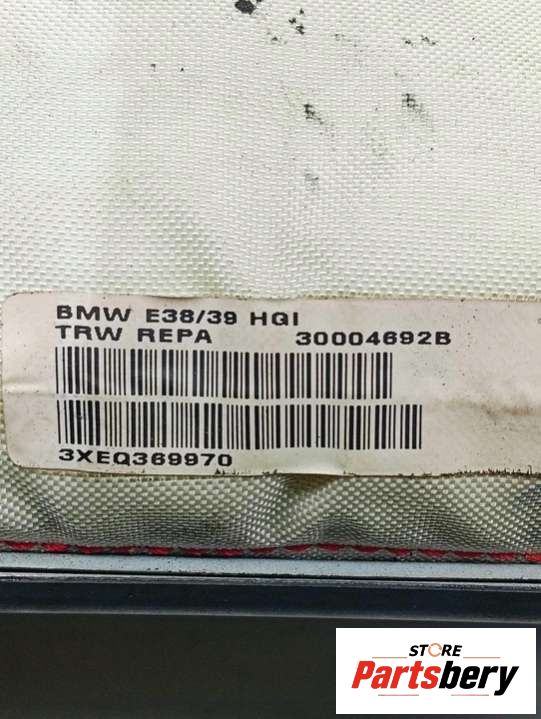 BMW E38/39 HQI
TRW REPA 30004692B
3XEQ369970
STORE
Partsbery